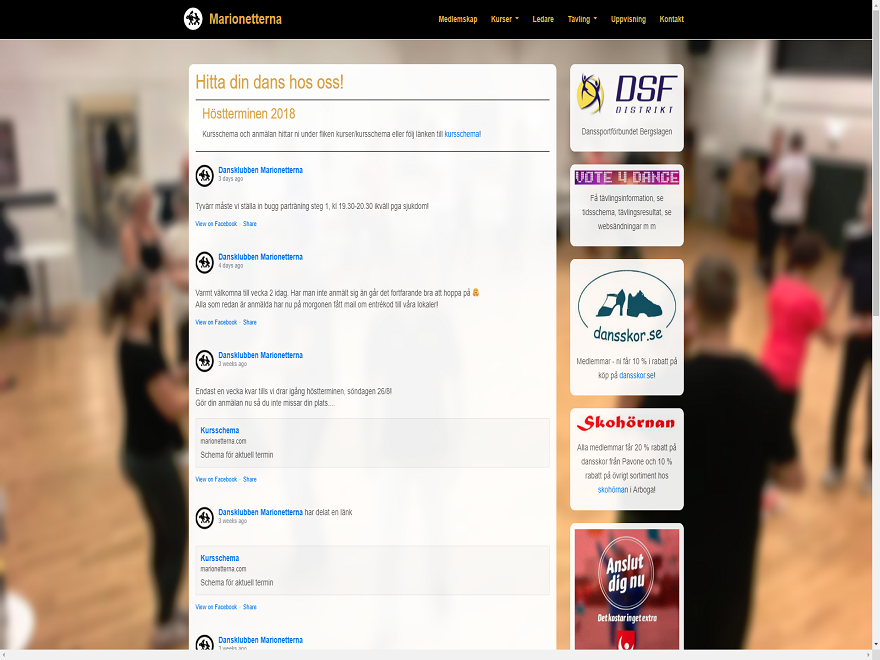 Marionetterna
Medlemskap Kurser Ledare Tävling Uppvisning Kontakt
Hitta din dans hos oss!
Höstterminen 2018
Kursschema och anmälan hittar ni under fliken kurser/kursschema eller följ länken till kursschema!
Dansklubben Marionetterna
3 days ago
Tyvärr måste vi ställa in bugg parträning steg 1, kl 19.30-20.30 ikväll pga sjukdom!
View on Facebook · Share
Dansklubben Marionetterna
4 days ago
Varmt välkomna till vecka 2 idag. Har man inte anmält sig än går det fortfarande bra att hoppa på
Alla som redan är anmälda har nu på morgonen fått mail om entrékod till våra lokaler!
View on Facebook · Share
Dansklubben Marionetterna
3 weeks ago
Endast en vecka kvar tills vi drar igång höstterminen, söndagen 26/8!
Gör din anmälan nu så du inte missar din plats....
Kursschema
marionetterna.com
Schema för aktuell termin
View on Facebook · Share
Dansklubben Marionetterna har delat en länk
3 weeks ago
Kursschema
marionetterna.com
Schema för aktuell termin
View on Facebook · Share
Dansklubben Marionetterna
3 weeks ago
DSF
DISTRIKT
Danssportförbundet Bergslagen
VOTE 4 DANCE
Få tävlingsinformation, se
tidsschema, tävlingsresultat, se
websändningar m m
dansskor.se
Medlemmar - ni får 10 % i rabatt på
köp på dansskor.se!
Skohörnan
Alla medlemmar får 20 % rabatt på
dansskor från Pavone och 10 %
rabatt på övrigt sortiment hos
skohörnan i Arboga!
Anslut
dig nu
Det kostar inget extra